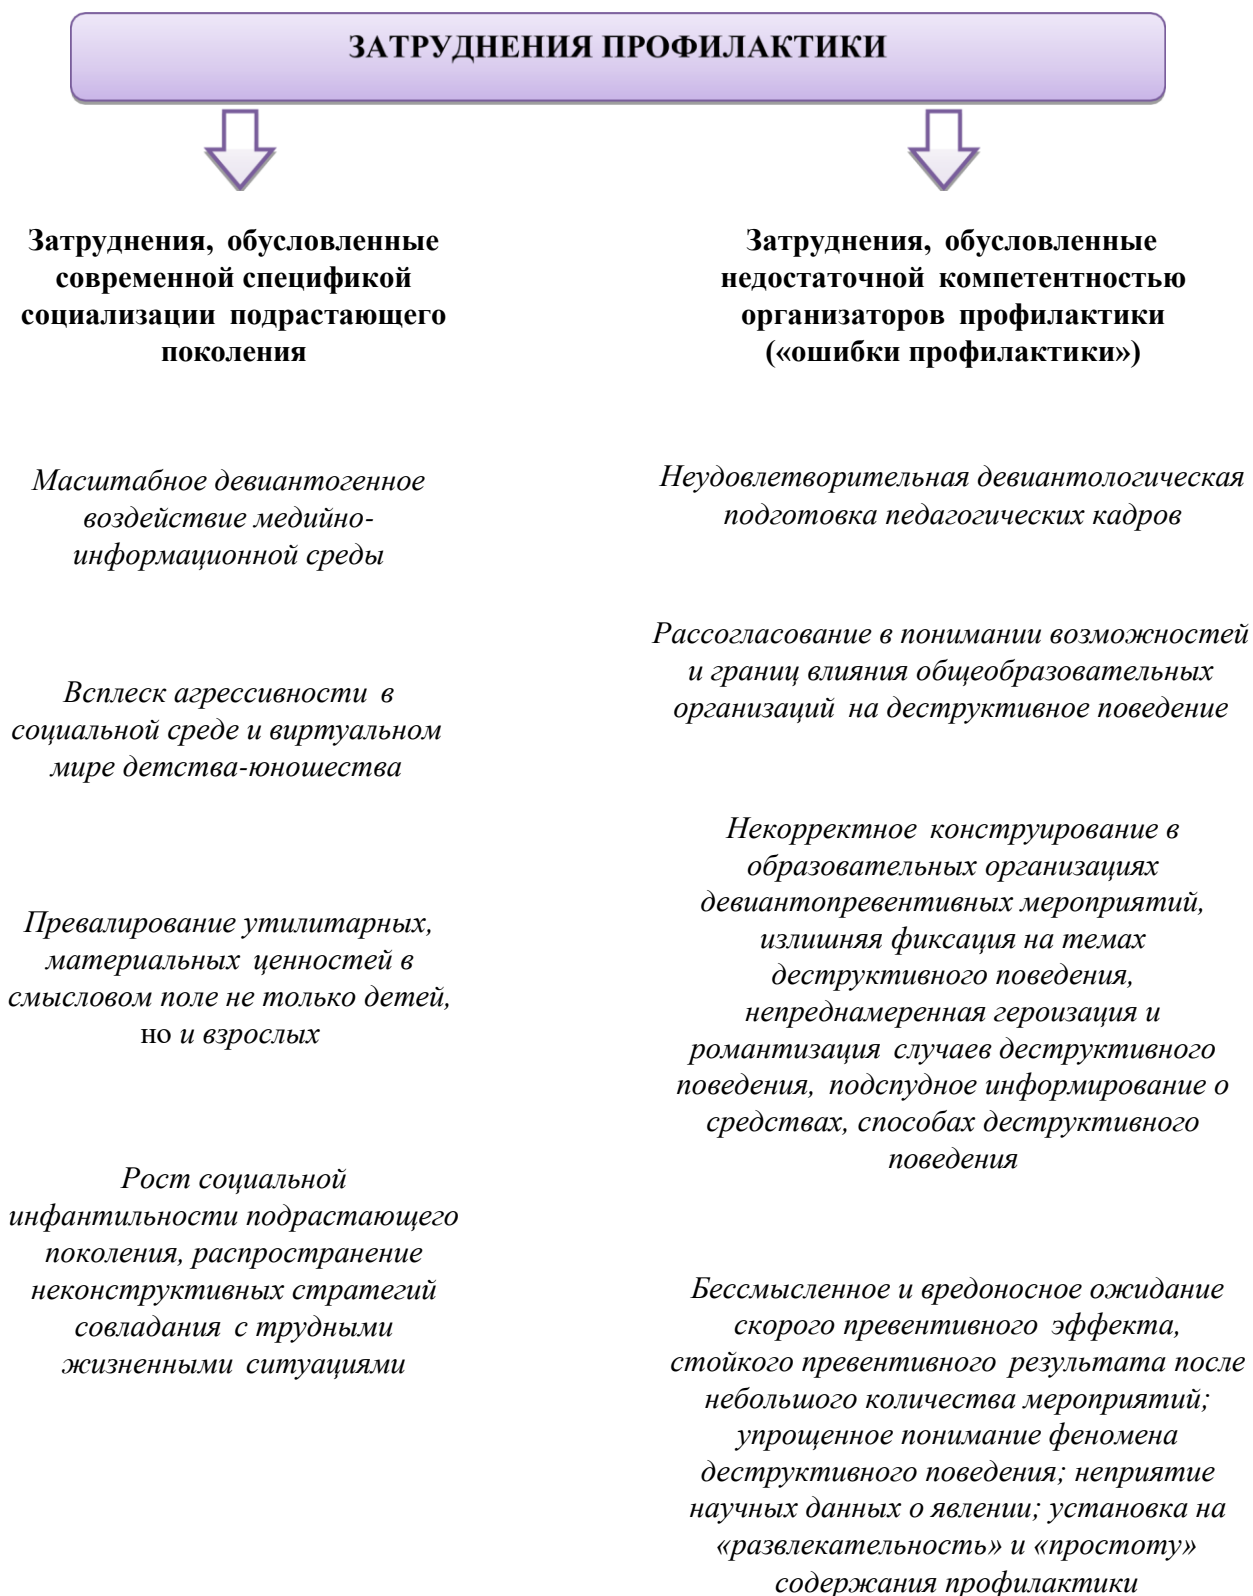 ЗАТРУДНЕНИЯ ПРОФИЛАКТИКИ
Затруднения, обусловленные
современной спецификой
социализации подрастающего
поколения
Масштабное девиантогенное
воздействие медийно-
информационной среды
Всплеск агрессивности в
социальной среде и виртуальном
мире детства-юношества
Превалирование утилитарных,
материальных ценностей в
смысловом поле не только детей,
но и взрослых
Рост социальной
инфантильности подрастающего
поколения, распространение
неконструктивных стратегий
совладания с трудными
жизненными ситуациями
Затруднения, обусловленные
недостаточной компетентностью
организаторов профилактики
(«ошибки профилактики»)
Неудовлетворительная девиантологическая
подготовка педагогических кадров
Рассогласование в понимании возможностей
и границ влияния общеобразовательных
организаций на деструктивное поведение
Некорректное конструирование в
образовательных организациях
девиантопревентивных мероприятий,
излишняя фиксация на темах
деструктивного поведения,
непреднамеренная героизация и
романтизация случаев деструктивного
поведения, подспудное информирование о
средствах, способах деструктивного
поведения
Бессмысленное и вредоносное ожидание
скорого превентивного эффекта,
стойкого превентивного результата после
небольшого количества мероприятий;
упрощенное понимание феномена
деструктивного поведения; неприятие
научных данных о явлении; установка на
«развлекательность» и «простоту»
содержания профилактики